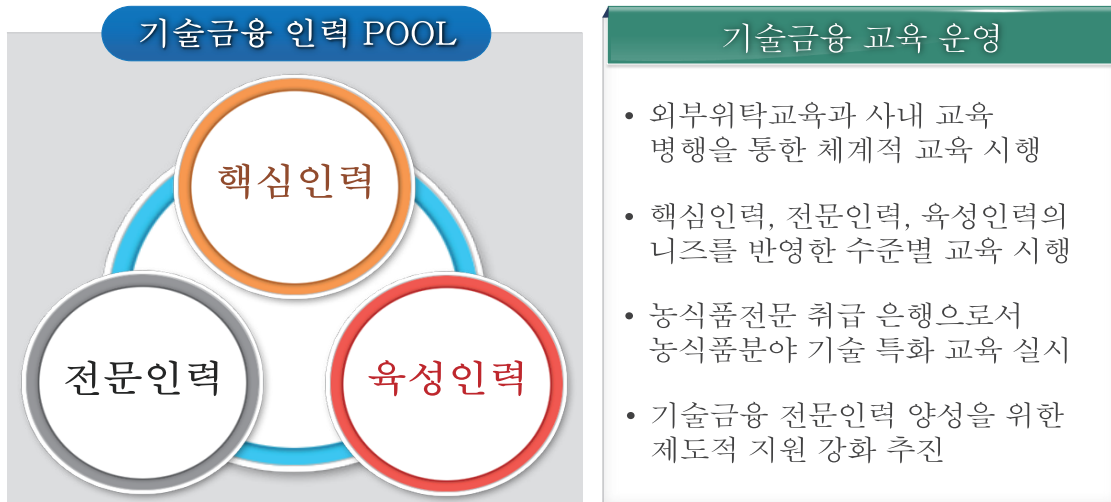 기술금융 인력 POOL
핵심인력
전문인력
육성인력
기술금융 교육 운영
• 외부위탁교육과 사내 교육
병행을 통한 체계적 교육 시행
• 핵심인력, 전문인력, 육성인력의
니즈를 반영한 수준별 교육 시행
• 농식품전문 취급 은행으로서
농식품분야 기술 특화 교육 실시
• 기술금융 전문인력 양성을 위한
제도적 지원 강화 추진